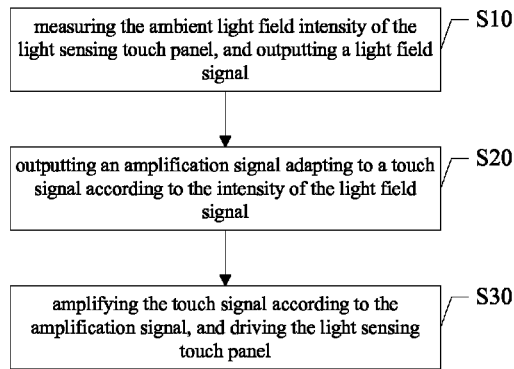 measuring the ambient light field intensity of the
light sensing touch panel, and outputting a light field
signal
S10
outputting an amplification signal adapting to a touch
signal according to the intensity of the light field
signal
S20
amplifying the touch signal according to the
amplification signal, and driving the light sensing
touch panel
S30